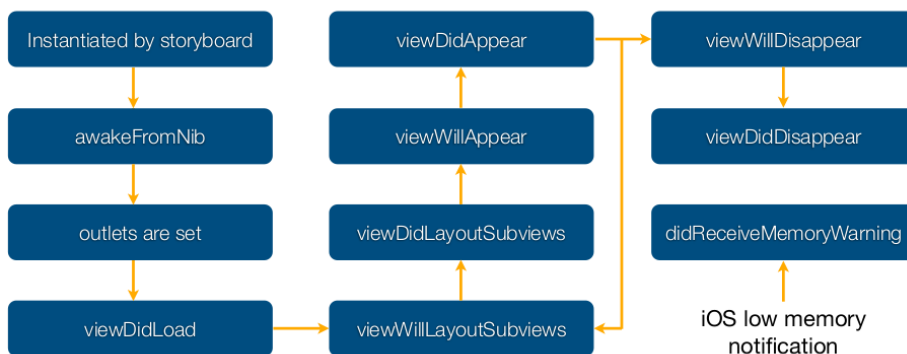 Instantiated by storyboard
awakeFromNib
outlets are set
viewDidLoad
viewWillLayoutSubviews
viewDidLayoutSubviews
viewWillAppear
viewDidAppear
viewWillDisappear
viewDidDisappear
didReceiveMemoryWarning
iOS low memory
notification